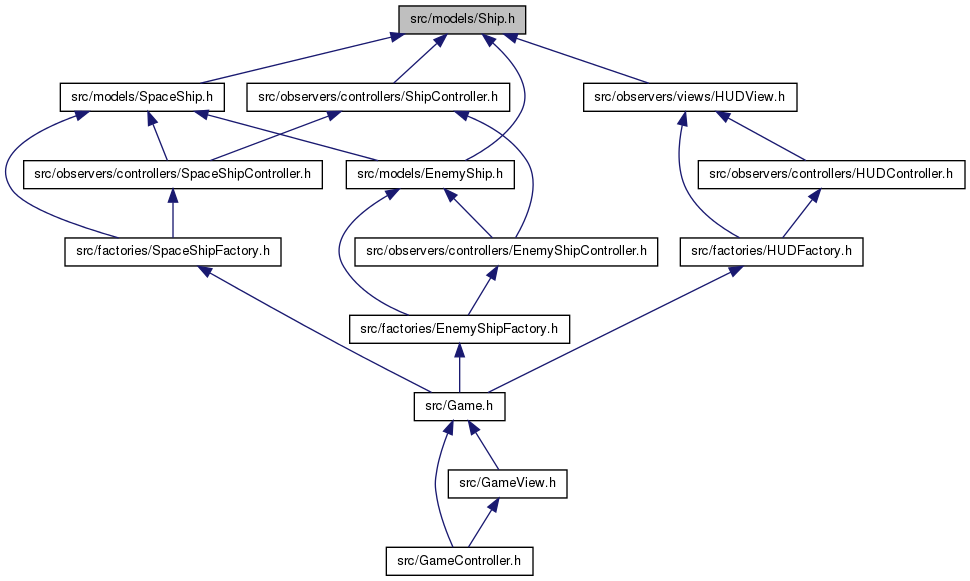 src/models/Ship.h
src/models/SpaceShip.h
src/observers/controllers/ShipController.h
src/observers/views/HUDView.h
src/observers/controllers/SpaceShipController.h
src/models/EnemyShip.h
src/observers/controllers/HUDController.h
src/factories/SpaceShipFactory.h
src/observers/controllers/EnemyShipController.h
src/factories/HUDFactory.h
src/factories/EnemyShipFactory.h
src/Game.h
src/GameView.h
src/GameController.h